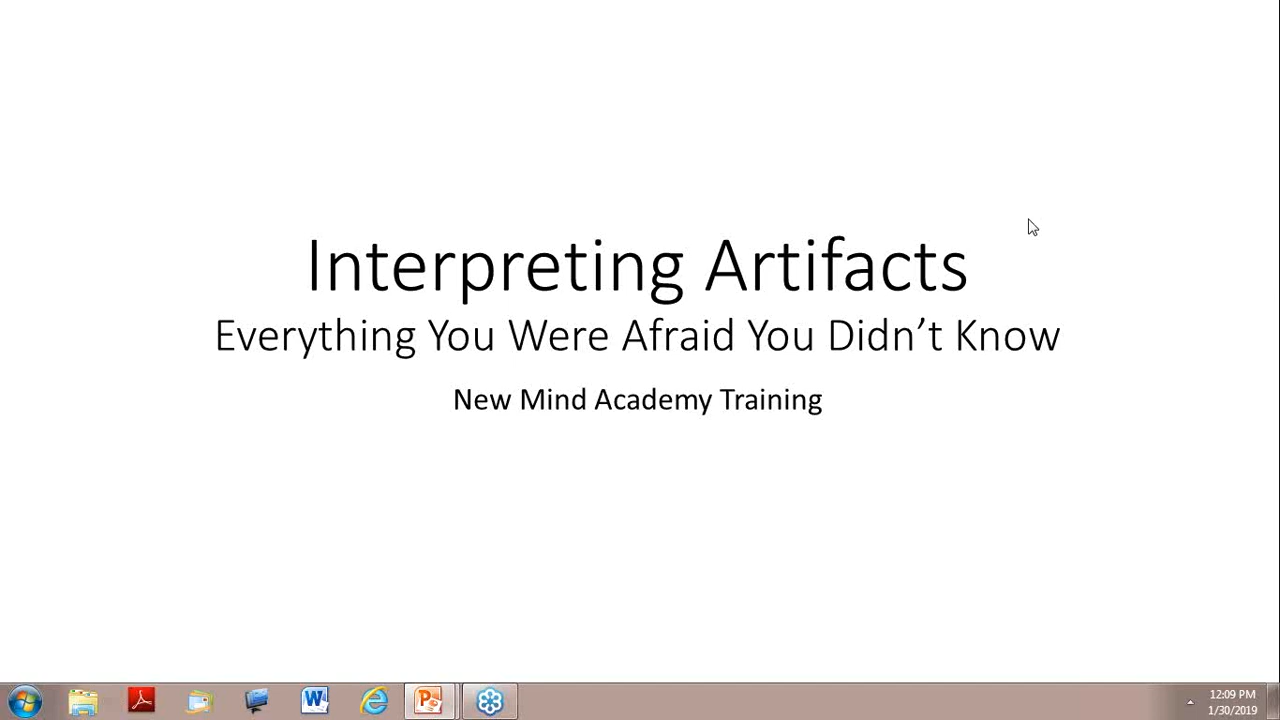 Interpreting Artifacts
Everything You Were Afraid You Didn’t Know
New Mind Academy Training
12:09 PM
1/30/2019